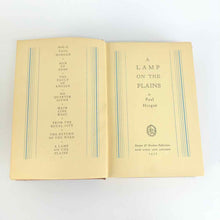 PAUL
HORGAN
MEN
OF ARMS
THE
FAULT OF
ANGELS
NO QUARTER
GIVEN
MAIN
LINE
WEST
FROM THE
ROYAL CITY
THE
RETURN OF
THE WEED
A LAMP
ON THE
PLAINS
A
LAMP
ON THE
PLAINS
by
Paul
Horgan
Harper & Brothers Publishers
NEW YORK AND LONDON
1937